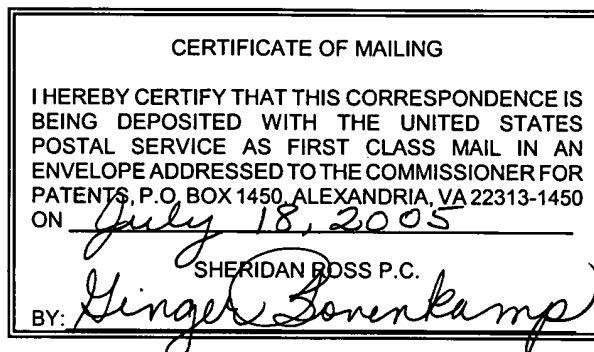 CERTIFICATE OF MAILING
I HEREBY CERTIFY THAT THIS CORRESPONDENCE IS
BEING DEPOSITED WITH THE UNITED STATES
POSTAL SERVICE AS FIRST CLASS MAIL IN AN
ENVELOPE ADDRESSED TO THE COMMISSIONER FOR
PATENTS, P.O. BOX 1450, ALEXANDRIA, VA 22313-1450
ON July 18, 2005
SHERIDAN ROSS P.C.
BY: Ginger Bonenkamp